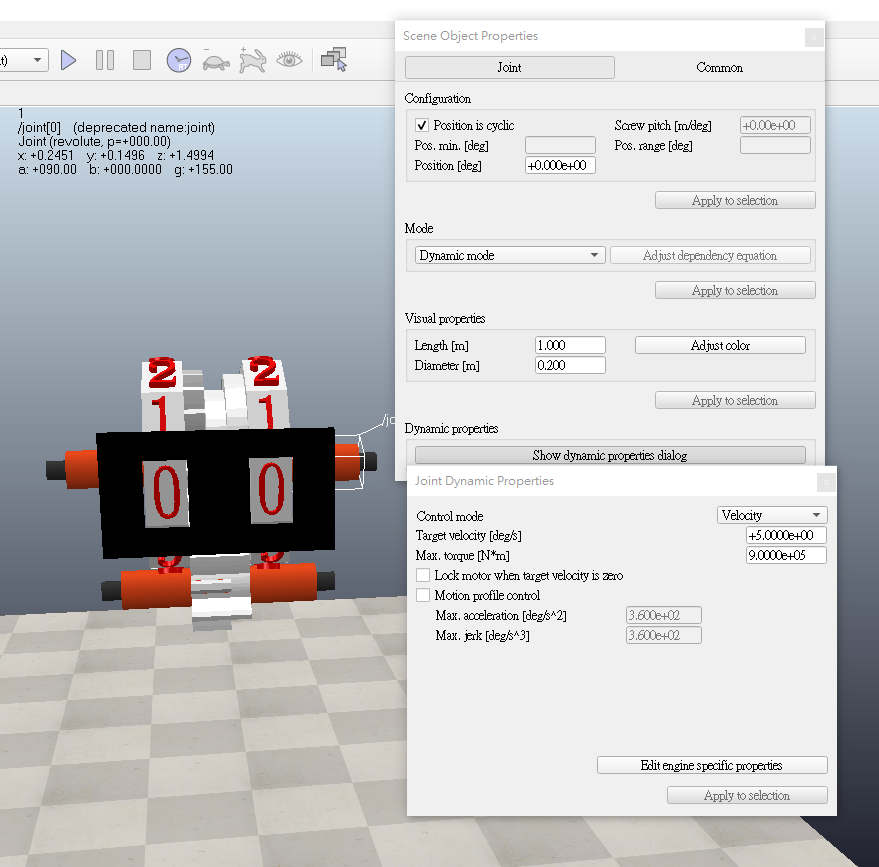 t)
1
/joint[0] (deprecated name:joint)
Joint (revolute, p=+000.00)
x: +0.2451 y: +0.1496 z: +1.4994
a: +090.00 b: +000.0000 g: +155.00
2 2
1 1
0 0
/jo
Scene Object Properties
Joint Common
Configuration
Position is cyclic Screw pitch [m/deg] +0.00e+00
Pos. min. [deg] Pos. range [deg]
Position [deg] +0.000e+00
Apply to selection
Mode
Dynamic mode Adjust dependency equation
Apply to selection
Visual properties
Length [m] 1.000 Adjust color
Diameter [m] 0.200
Apply to selection
Dynamic properties
Show dynamic properties dialog
Joint Dynamic Properties
Control mode Velocity
Target velocity [deg/s] +5.0000e+00
Max. torque [N*m] 9.0000e+05
Lock motor when target velocity is zero
Motion profile control
Max. acceleration [deg/s^2] 3.600e+02
Max. jerk [deg/s^3] 3.600e+02
Edit engine specific properties
Apply to selection